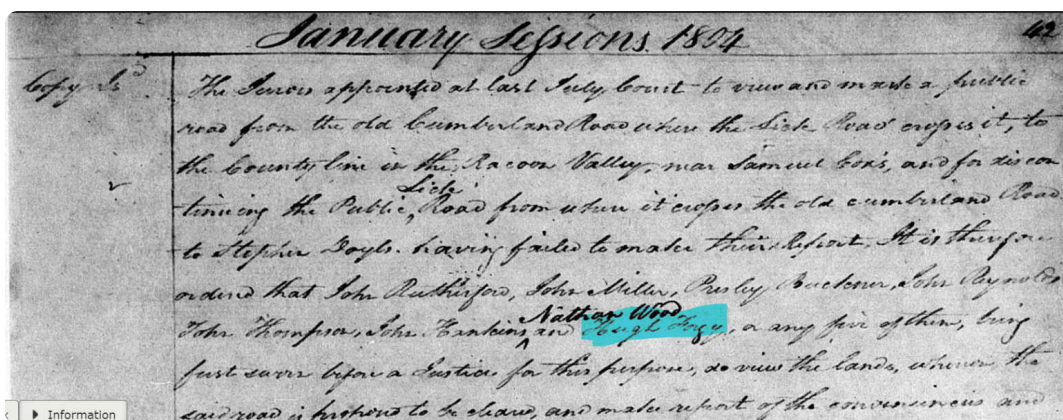 January Sessions 1804 42
Copy Isd
The Jurors appointed at last July Court to view and mark a public
road from the old Cumberland Road where the Lick Road crosses it, to
the County line in the Racoon Valley, near Samuel Cox's, and for discon
Lick
tinuing the Public, Road from where it crosses the old Cumberland Road
to Stephen Doyls. having failed to make their Report, It is therefore
ordered that John Rutherford, John Miller, Presley Buckner, John Reynolds
Nathan Wood
John Thompson, John Hankins and Hugh Forgy, or any five of them, being
first sworn before a Justice for this purpose, do view the lands, whereon the
said road is proposed to be cleared, and make report of the conveniences and
Information